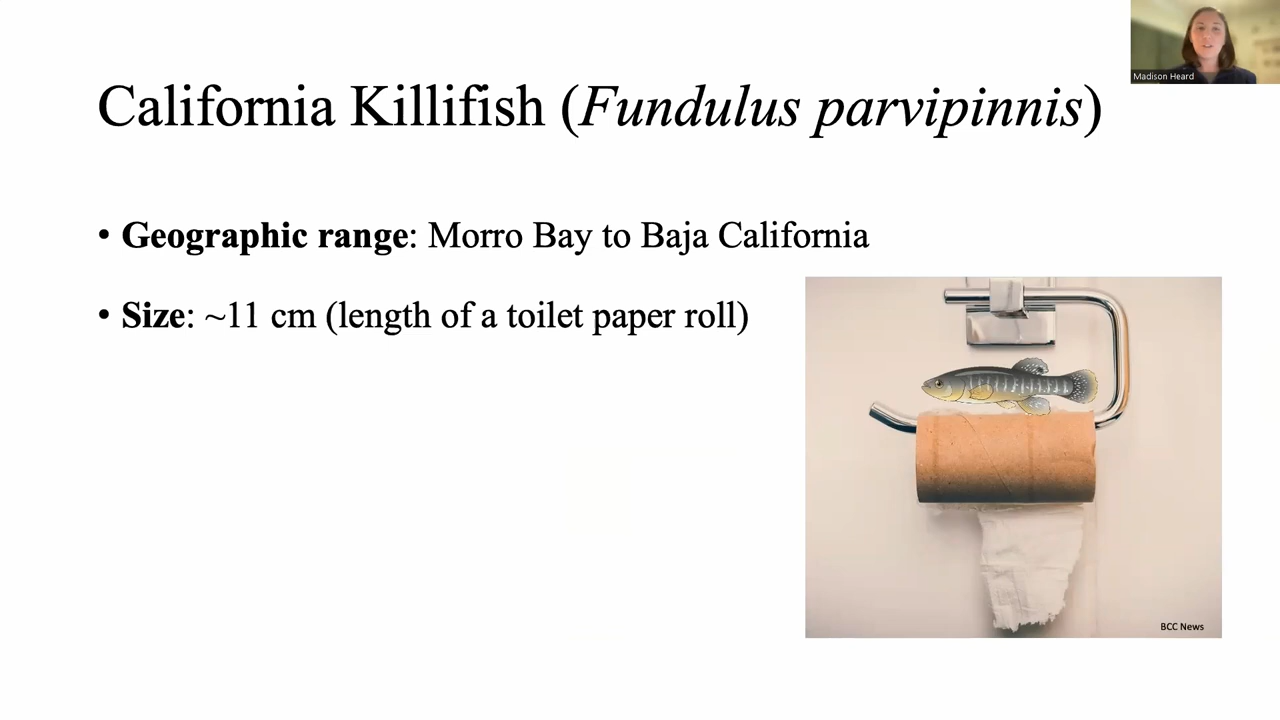 Madison Heard
California Killifish (Fundulus parvipinnis)
• Geographic range: Morro Bay to Baja California
• Size: ~11 cm (length of a toilet paper roll)
BCC News